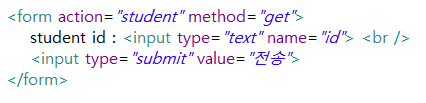 <form action="student" method="get">
student id : <input type="text" name="id"> <br />
<input type="submit" value="전송">
</form>